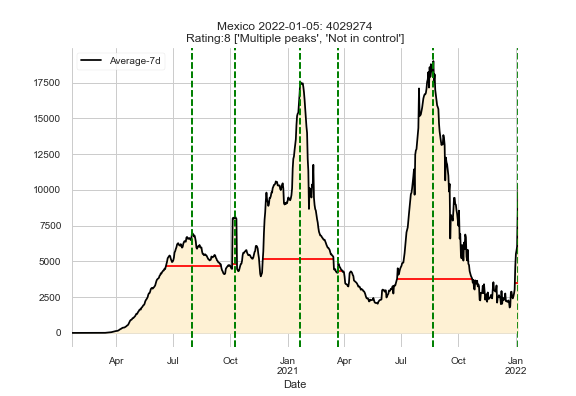 Mexico 2022-01-05: 4029274
Rating:8 ['Multiple peaks', 'Not in control']
Average-7d
17500
15000
12500
10000
7500
5000
2500
0
Apr
Jul
Oct
Jan
2021
Apr
Jul
Oct
Jan
2022
Date